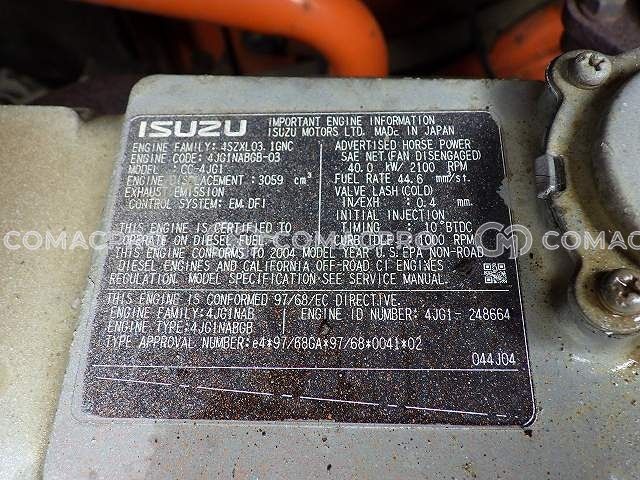 ISUZU IMPORTANT ENGINE INFORMATION
ISUZU MOTORS LTD. MADE IN JAPAN
ENGINE FAMILY: 4SZXL03.1GNC
ENGINE CODE: 4JG1NABGB-03
MODEL : CC-4JG1
ENGINE DISPLACEMENT: 3059 cm³
EXHAUST EMISSION
CONTROL SYSTEM: EM.DFI
ADVERTISED HORSE POWER
SAE NET(FAN DISENGAGED)
40.0 kW/ 2100 RPM
FUEL RATE 44.6 mm³/st.
VALVE LASH(COLD)
IN/EXH : 0.4 mm.
INITIAL INJECTION
TIMING : 10°BTDC
CURB IDLE : 1000 RPM
THIS ENGINE IS CERTIFIED TO
OPERATE ON DIESEL FUEL.
THIS ENGINE CONFORMS TO 2004 MODEL YEAR U.S.EPA NON-ROAD
DIESEL ENGINES AND CALIFORNIA OFF-ROAD CI ENGINES
REGULATION. MODEL SPECIFICATION·SEE SERVICE MANUAL.
THIS ENGINE IS CONFORMED 97/68/EC DIRECTIVE.
ENGINE FAMILY:4JG1NAB ENGINE ID NUMBER: 4JG1- 248664
ENGINE TYPE:4JG1NABGB
TYPE APPROVAL NUMBER: e4*97/68GA*97/68*0041*02
044J04